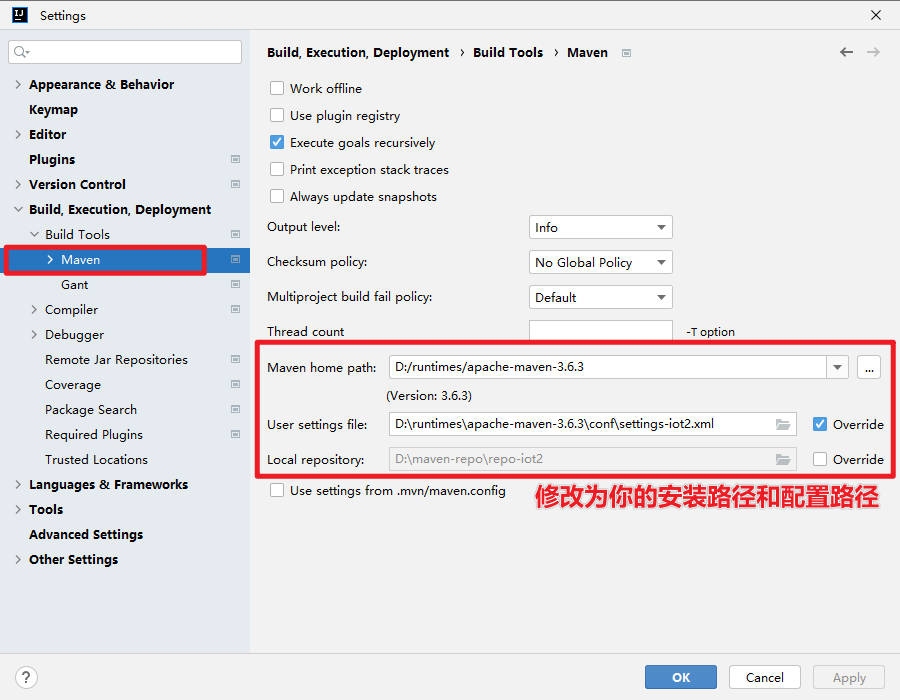 Settings
Build, Execution, Deployment › Build Tools › Maven
Appearance & Behavior
Keymap
Editor
Plugins
Version Control
Build, Execution, Deployment
Build Tools
Maven
Gant
Compiler
Debugger
Remote Jar Repositories
Coverage
Package Search
Required Plugins
Trusted Locations
Languages & Frameworks
Tools
Advanced Settings
Other Settings
Work offline
Use plugin registry
Execute goals recursively
Print exception stack traces
Always update snapshots
Output level: Info
Checksum policy: No Global Policy
Multiproject build fail policy: Default
Thread count -T option
Maven home path: D:/runtimes/apache-maven-3.6.3 ...
(Version: 3.6.3)
User settings file: D:\runtimes\apache-maven-3.6.3\conf\settings-iot2.xml Override
Local repository: D:\maven-repo\repo-iot2 Override
Use settings from .mvn/maven.config
修改为你的安装路径和配置路径
? OK Cancel Apply